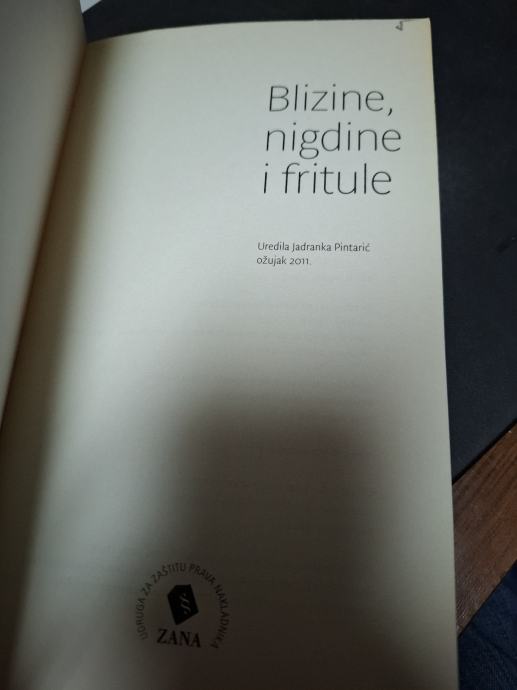 Blizine,
nigdine
i fritule
Uredila Jadranka Pintarić
ožujak 2011.
UDRUGA ZA ZAŠTITU PRAVA NAKLADNIKA
ZANA